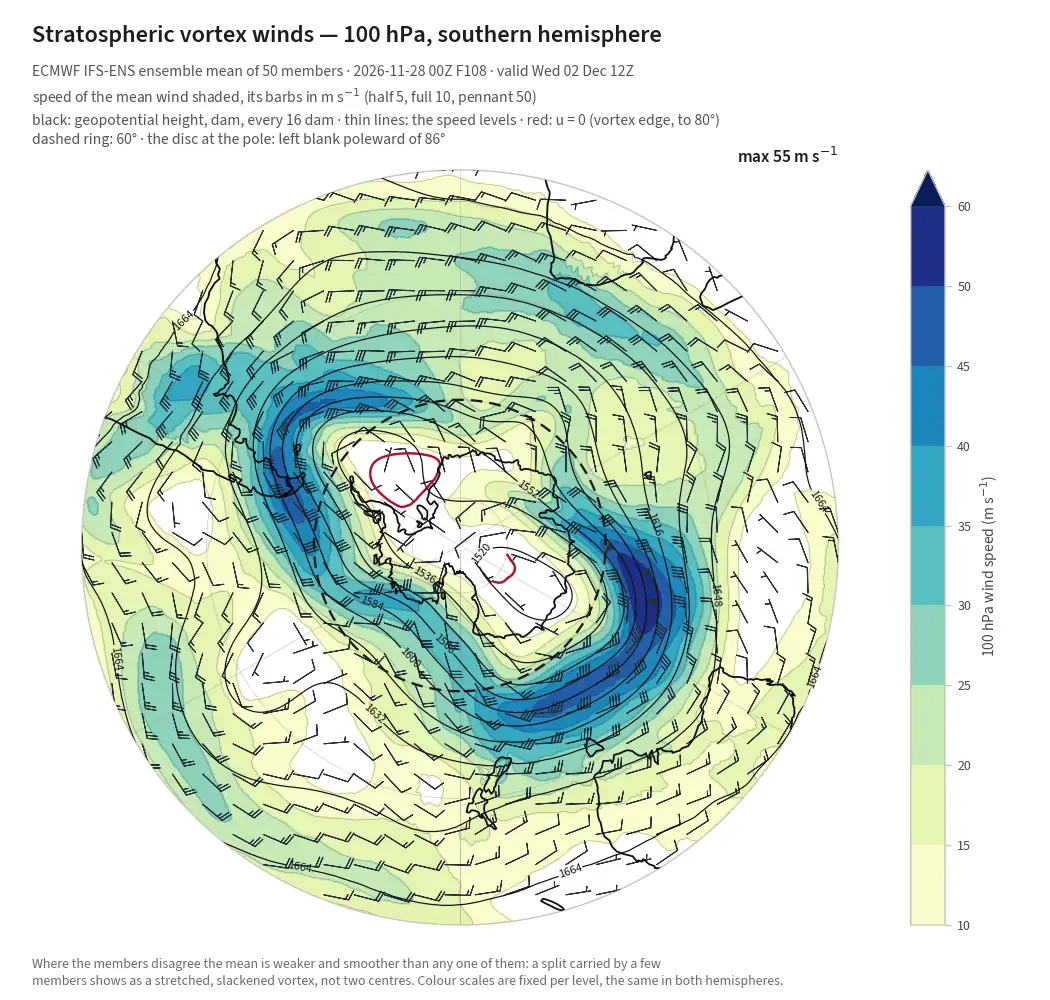 Stratospheric vortex winds — 100 hPa, southern hemisphere
ECMWF IFS-ENS ensemble mean of 50 members · 2026-11-28 00Z F108 · valid Wed 02 Dec 12Z
speed of the mean wind shaded, its barbs in m s⁻¹ (half 5, full 10, pennant 50)
black: geopotential height, dam, every 16 dam · thin lines: the speed levels · red: u = 0 (vortex edge, to 80°)
dashed ring: 60° · the disc at the pole: left blank poleward of 86°
max 55 m s⁻¹
60
50
45
40
35
30
25
20
15
10
100 hPa wind speed (m s⁻¹)
1664
1552
1664
1616
1520
1536
1584
1648
1600
1664
1664
1632
1664
1664
Where the members disagree the mean is weaker and smoother than any one of them: a split carried by a few
members shows as a stretched, slackened vortex, not two centres. Colour scales are fixed per level, the same in both hemispheres.